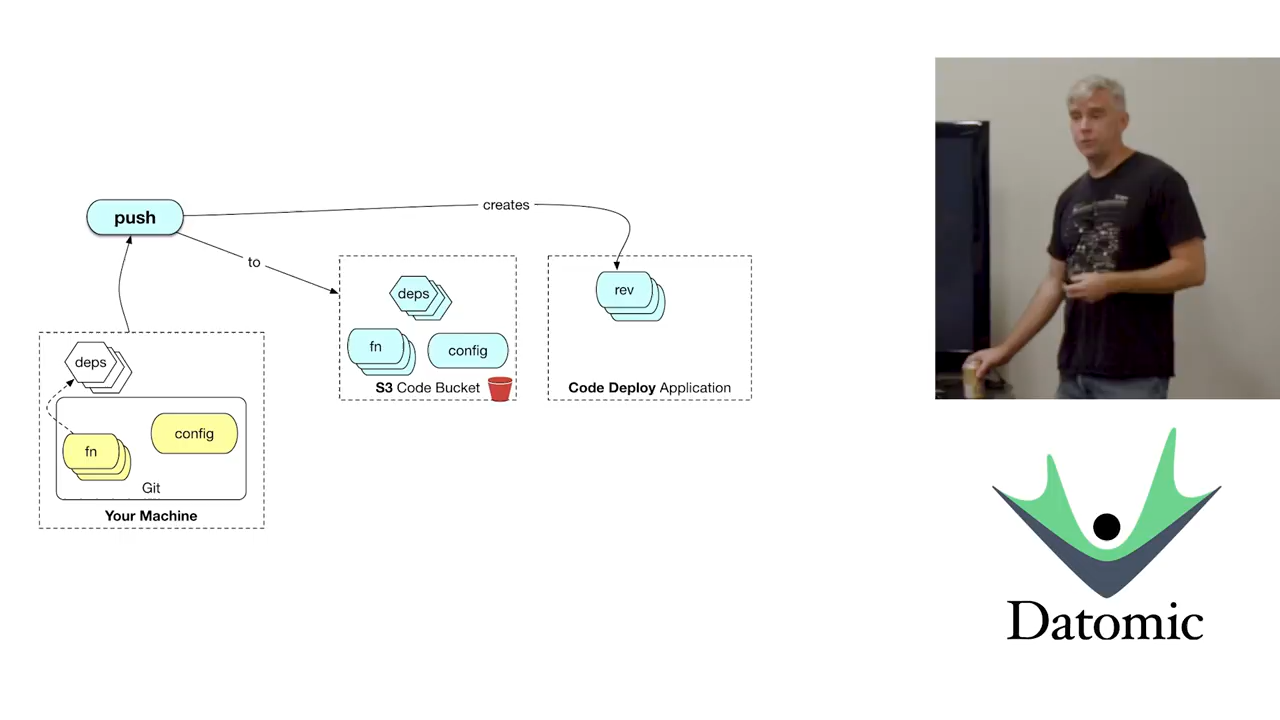 push
creates
to
deps
fn
config
S3 Code Bucket
rev
Code Deploy Application
deps
config
fn
Git
Your Machine
Datomic